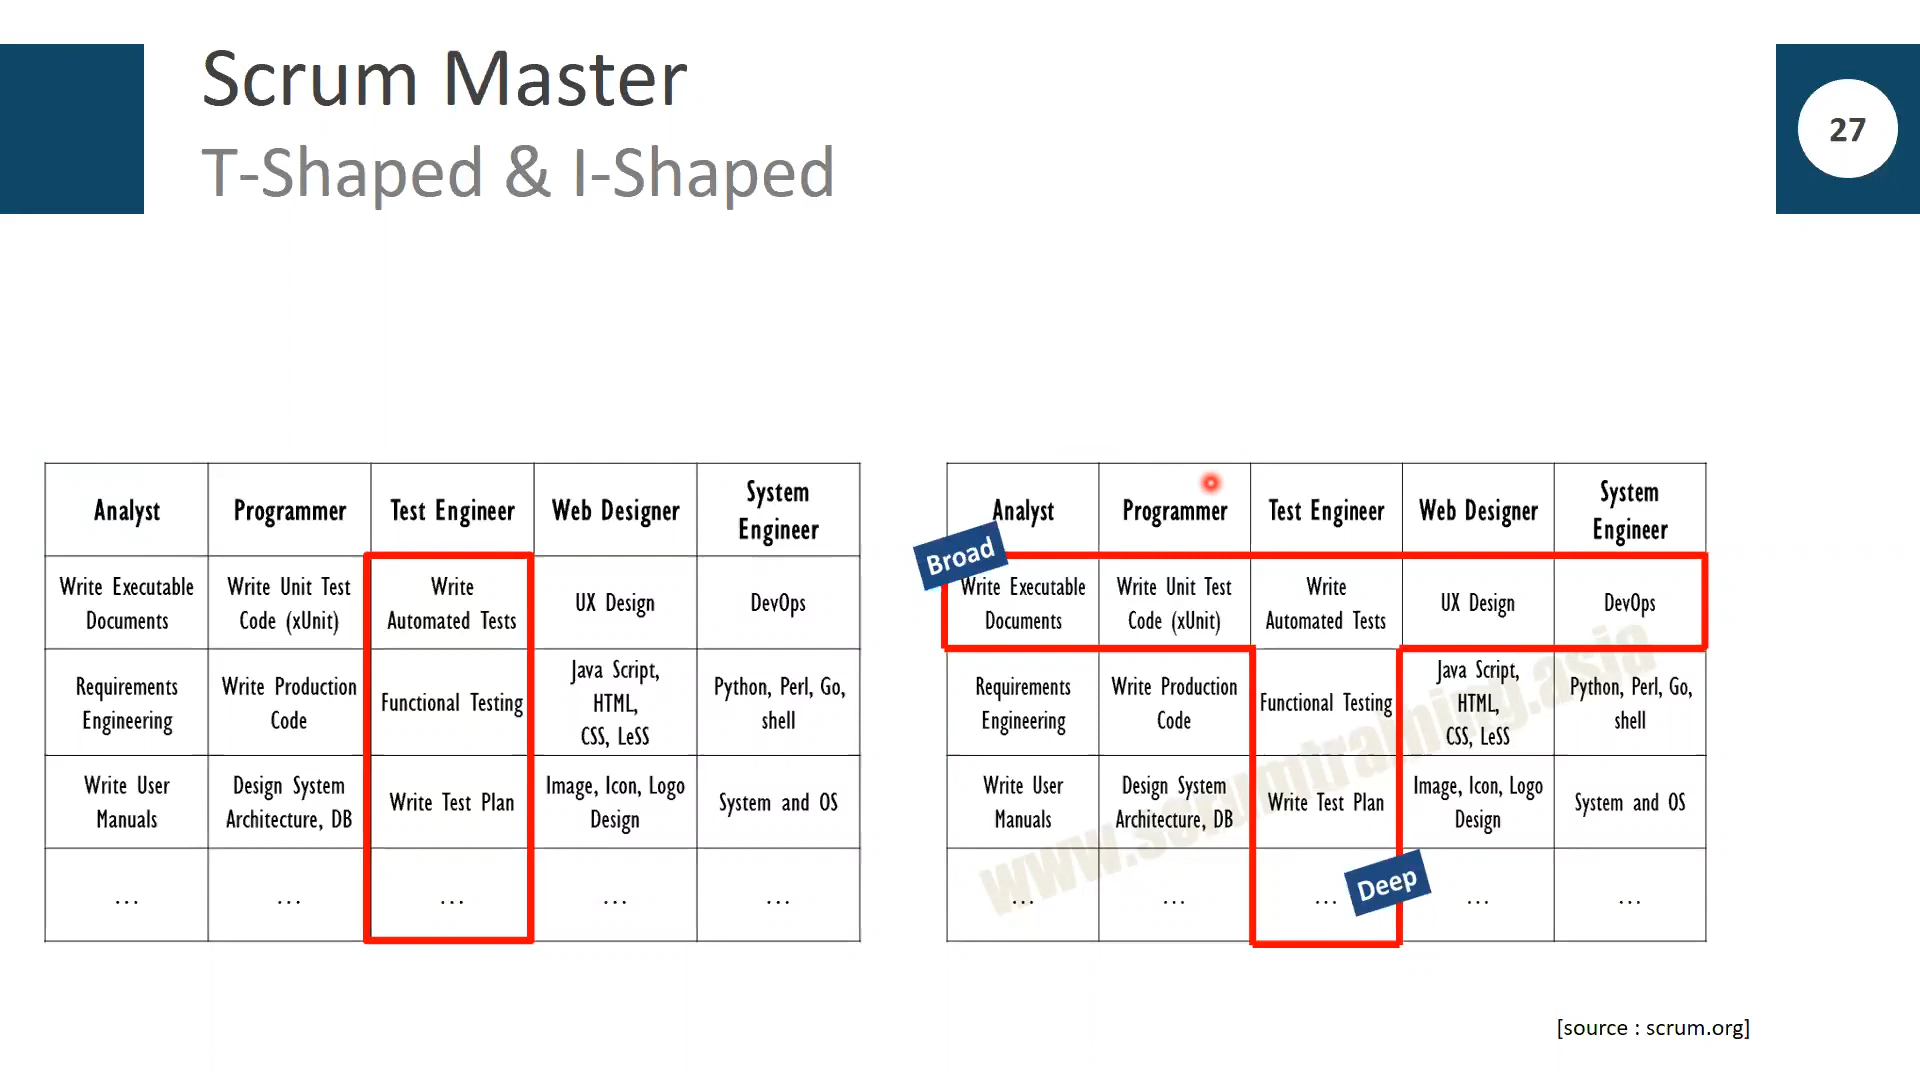 Scrum Master
T-Shaped & I-Shaped
27
Analyst
Programmer
Test Engineer
Web Designer
System
Engineer
Write Executable
Documents
Write Unit Test
Code (xUnit)
Write
Automated Tests
UX Design
DevOps
Requirements
Engineering
Write Production
Code
Functional Testing
Java Script,
HTML,
CSS, LeSS
Python, Perl, Go,
shell
Write User
Manuals
Design System
Architecture, DB
Write Test Plan
Image, Icon, Logo
Design
System and OS
...
...
...
...
...
Analyst
Programmer
Test Engineer
Web Designer
System
Engineer
Broad
Write Executable
Documents
Write Unit Test
Code (xUnit)
Write
Automated Tests
UX Design
DevOps
Requirements
Engineering
Write Production
Code
Functional Testing
Java Script,
HTML,
CSS, LeSS
Python, Perl, Go,
shell
Write User
Manuals
Design System
Architecture, DB
Write Test Plan
Image, Icon, Logo
Design
System and OS
...
...
...
Deep
...
...
www.scrumtraining.asia
[source : scrum.org]